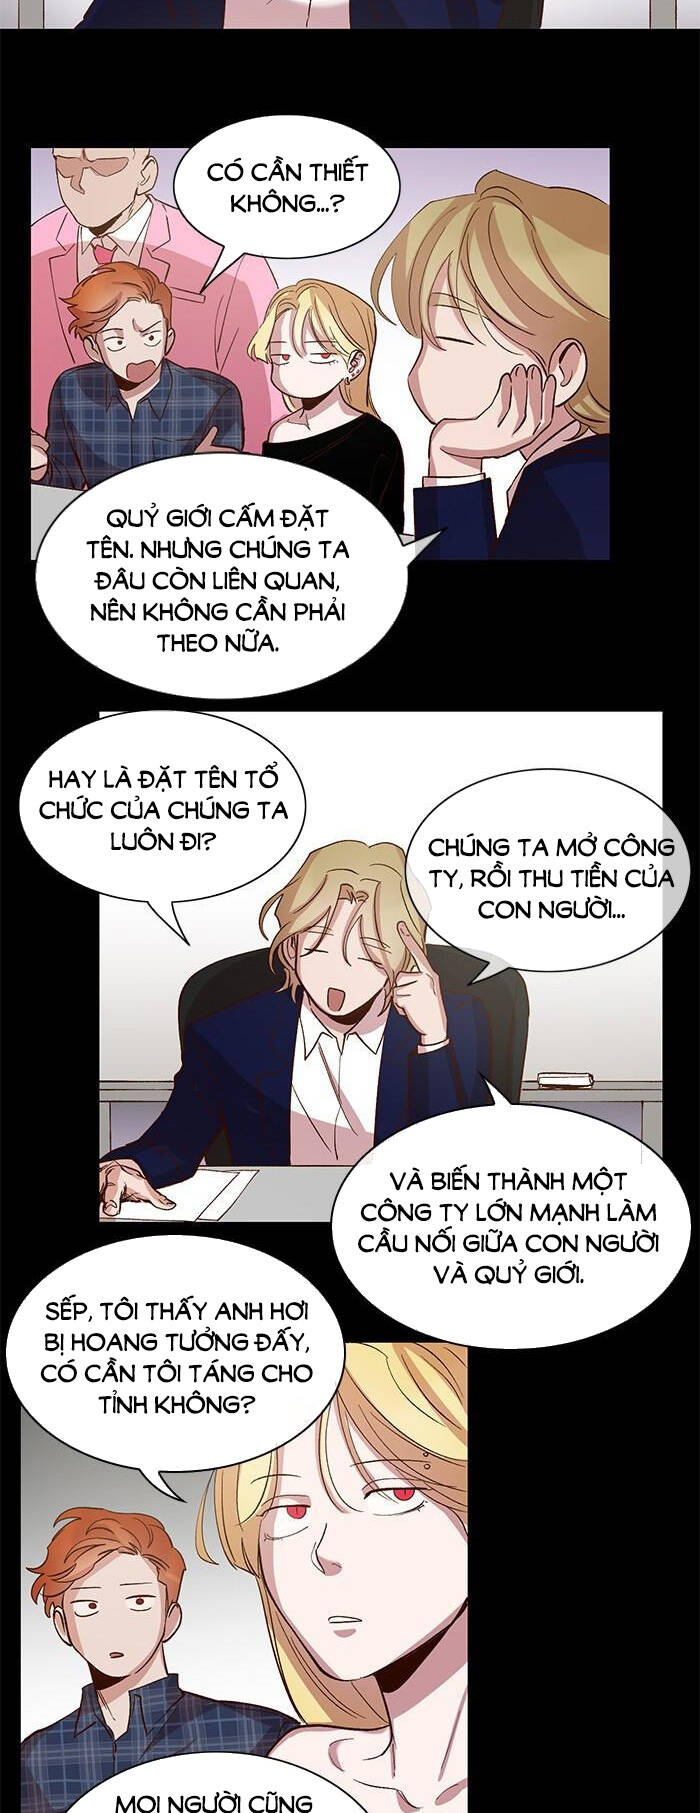 CÓ CẦN THIẾT
KHÔNG...?
QUỶ GIỚI CẤM ĐẶT
TÊN. NHƯNG CHÚNG TA
ĐÂU CÒN LIÊN QUAN,
NÊN KHÔNG CẦN PHẢI
THEO NỮA.
HAY LÀ ĐẶT TÊN TỔ
CHỨC CỦA CHÚNG TA
LUÔN ĐI?
CHÚNG TA MỞ CÔNG
TY, RỒI THU TIỀN CỦA
CON NGƯỜI...
VÀ BIẾN THÀNH MỘT
CÔNG TY LỚN MẠNH LÀM
CẦU NỐI GIỮA CON NGƯỜI
VÀ QUỶ GIỚI.
SẾP, TÔI THẤY ANH HƠI
BỊ HOANG TƯỞNG ĐẤY,
CÓ CẦN TÔI TÁNG CHO
TỈNH KHÔNG?
MỌI NGƯỜI CŨNG